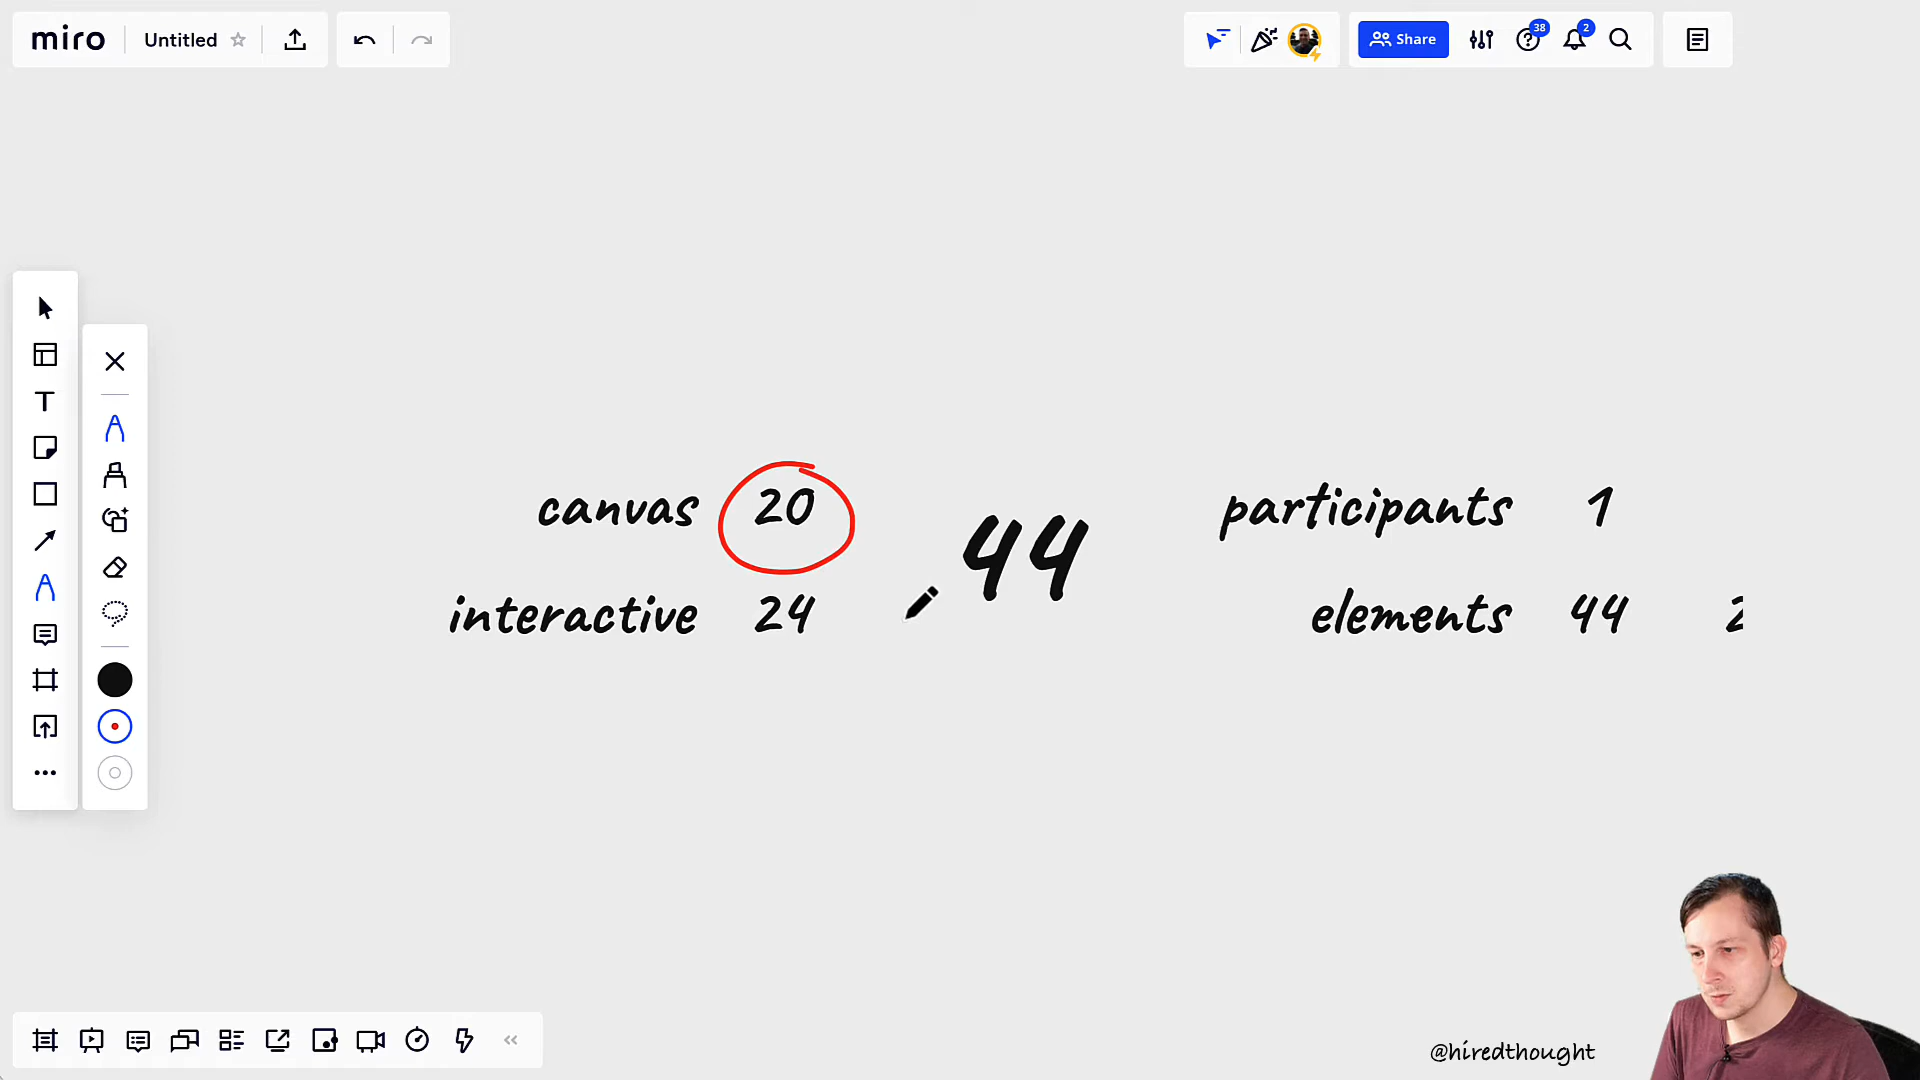 miro
Untitled
Share
38
2
canvas 20
interactive 24
44
participants 1
elements 44
@hiredthought